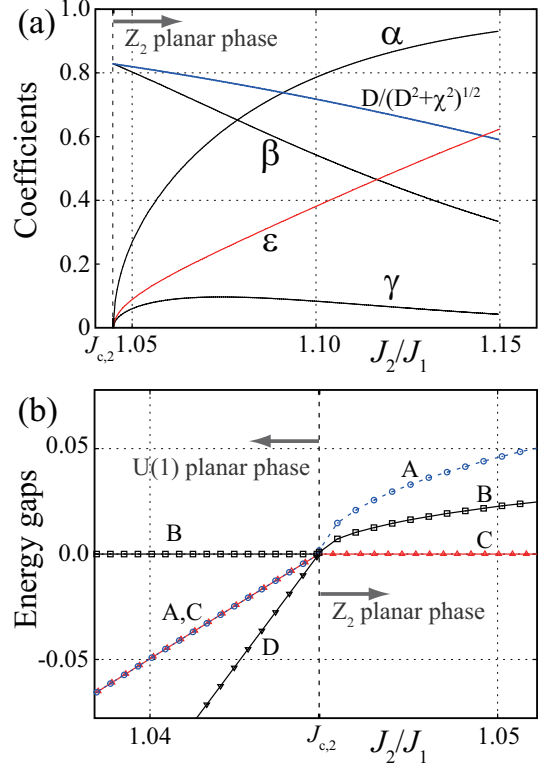 (a)
Z₂ planar phase
α
D/(D²+χ²)^1/2
β
ε
γ
Coefficients
1.0
0.8
0.6
0.4
0.2
0
J_c,2 1.05 1.10 J₂/J₁ 1.15
(b)
U(1) planar phase
A
B
B
C
A,C
Z₂ planar phase
D
Energy gaps
0.05
0.0
-0.05
1.04 J_c,2 J₂/J₁ 1.05